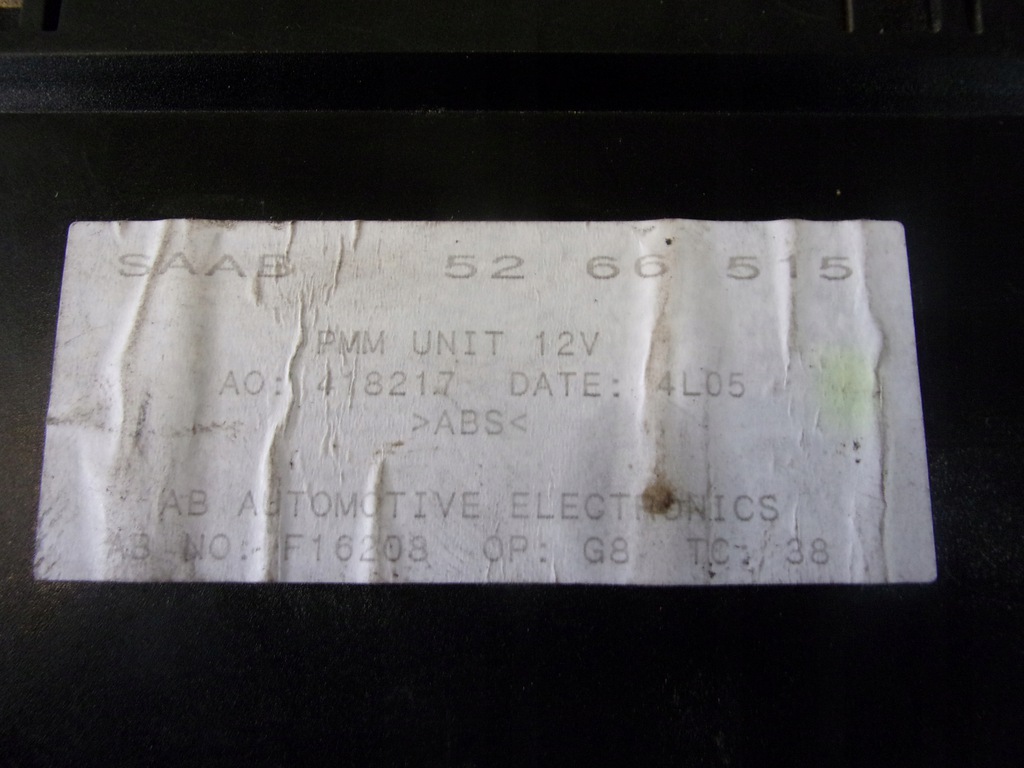 SAAB 52 66 515
PMM UNIT 12V
AO: 418217 DATE: 4L05
>ABS<
AB AUTOMOTIVE ELECTRONICS
AB NO: F16208 OP: G8 TC: 38